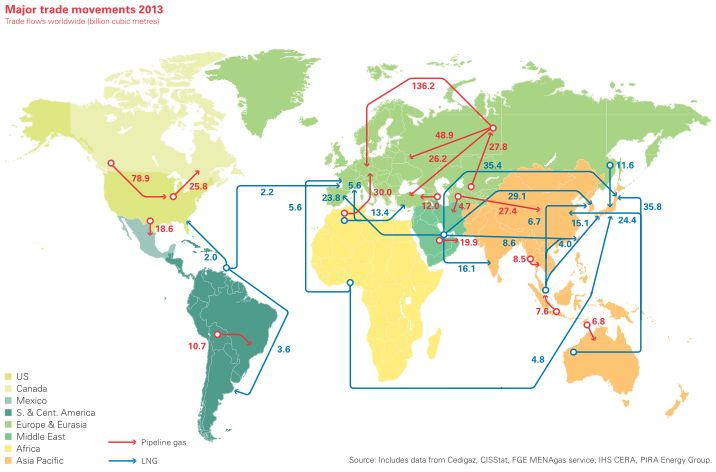 Major trade movements 2013
Trade flows worldwide (billion cubic metres)
136.2
48.9
27.8
26.2
35.4
11.6
78.9
25.8
2.2
5.6
23.8
30.0
29.1
5.6
12.0
4.7
27.4
6.7
35.8
13.4
15.1
24.4
18.6
19.9
8.6
4.0
2.0
16.1
8.5
7.6
6.8
10.7
3.6
4.8
US
Canada
Mexico
S. & Cent. America
Europe & Eurasia
Middle East
Africa
Asia Pacific
Pipeline gas
LNG
Source: Includes data from Cedigaz, CISStat, FGE MENAgas service, IHS CERA, PIRA Energy Group.